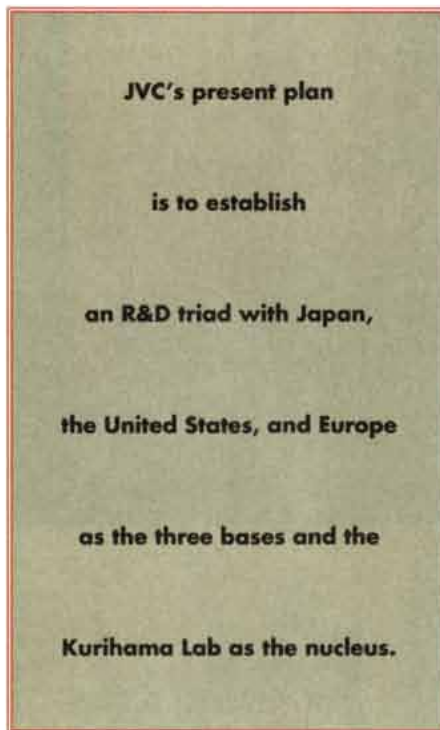 JVC's present plan
is to establish
an R&D triad with Japan,
the United States, and Europe
as the three bases and the
Kurihama Lab as the nucleus.